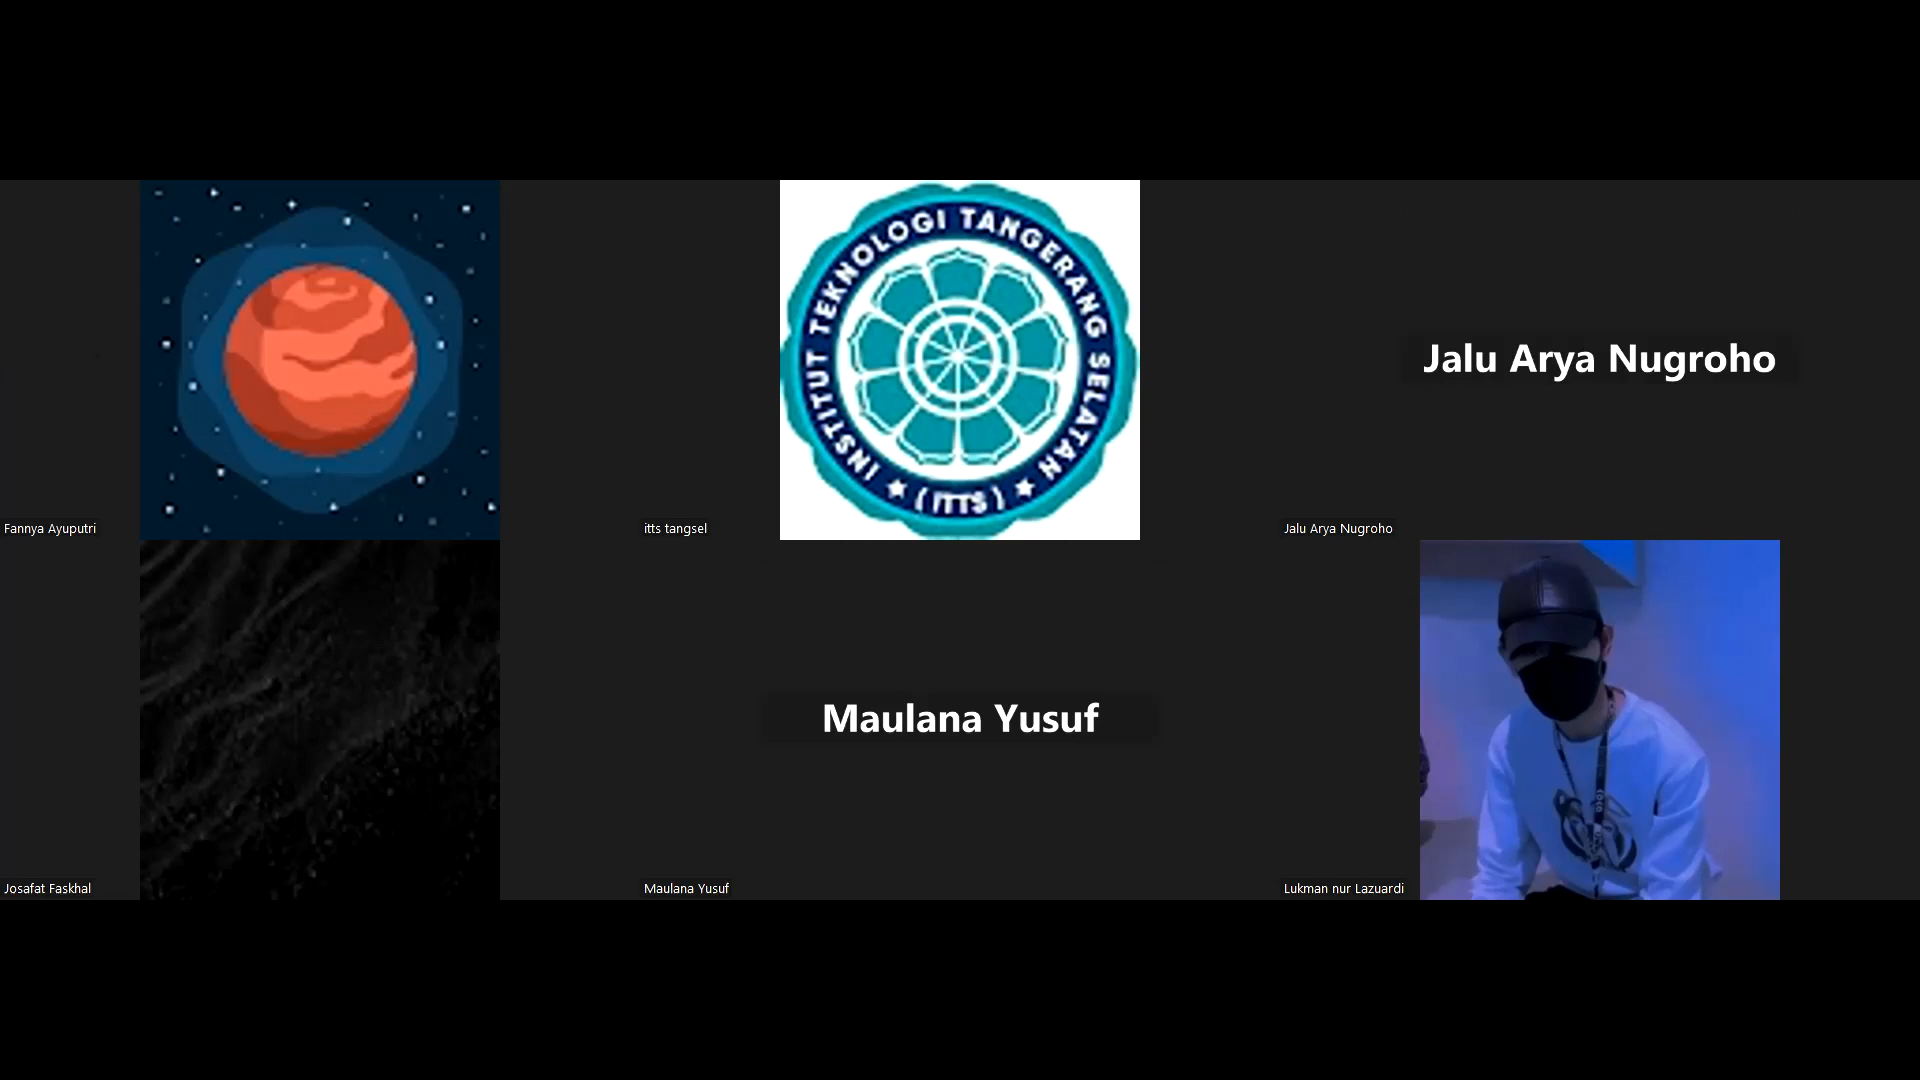 INSTITUT TEKNOLOGI TANGERANG SELATAN
( ITTS )
Jalu Arya Nugroho
Fannya Ayuputri
itts tangsel
Jalu Arya Nugroho
Maulana Yusuf
Josafat Faskhal
Maulana Yusuf
Lukman nur Lazuardi